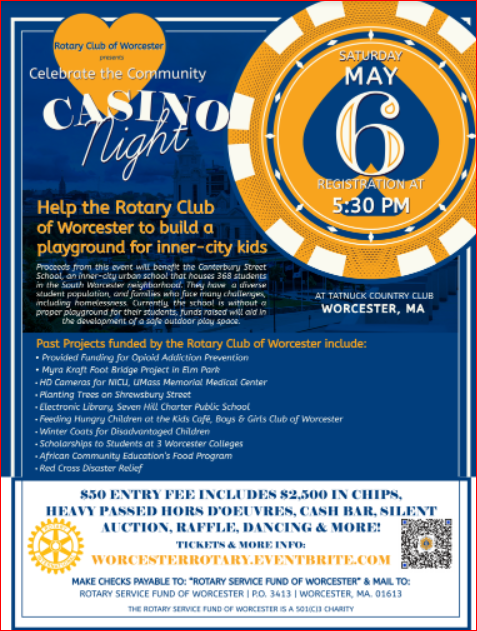 Rotary Club of Worcester
presents
Celebrate the Community
CASINO
Night
SATURDAY
MAY
6
REGISTRATION AT
5:30 PM
AT TATNUCK COUNTRY CLUB
WORCESTER, MA
Help the Rotary Club
of Worcester to build a
playground for inner-city kids
Proceeds from this event will benefit the Canterbury Street
School, an inner-city urban school that houses 368 students
in the South Worcester neighborhood. They have a diverse
student population, and families who face many challenges,
including homelessness. Currently, the school is without a
proper playground for their students, funds raised will aid in
the development of a safe outdoor play space.
Past Projects funded by the Rotary Club of Worcester include:
• Provided Funding for Opioid Addiction Prevention
• Myra Kraft Foot Bridge Project in Elm Park
• HD Cameras for NICU, UMass Memorial Medical Center
• Planting Trees on Shrewsbury Street
• Electronic Library, Seven Hill Charter Public School
• Feeding Hungry Children at the Kids Café, Boys & Girls Club of Worcester
• Winter Coats for Disadvantaged Children
• Scholarships to Students at 3 Worcester Colleges
• African Community Education's Food Program
• Red Cross Disaster Relief
$50 ENTRY FEE INCLUDES $2,500 IN CHIPS,
HEAVY PASSED HORS D'OEUVRES, CASH BAR, SILENT
AUCTION, RAFFLE, DANCING & MORE!
TICKETS & MORE INFO:
WORCESTERROTARY.EVENTBRITE.COM
MAKE CHECKS PAYABLE TO: "ROTARY SERVICE FUND OF WORCESTER" & MAIL TO:
ROTARY SERVICE FUND OF WORCESTER | P.O. 3413 | WORCESTER, MA. 01613
THE ROTARY SERVICE FUND OF WORCESTER IS A 501(C)3 CHARITY